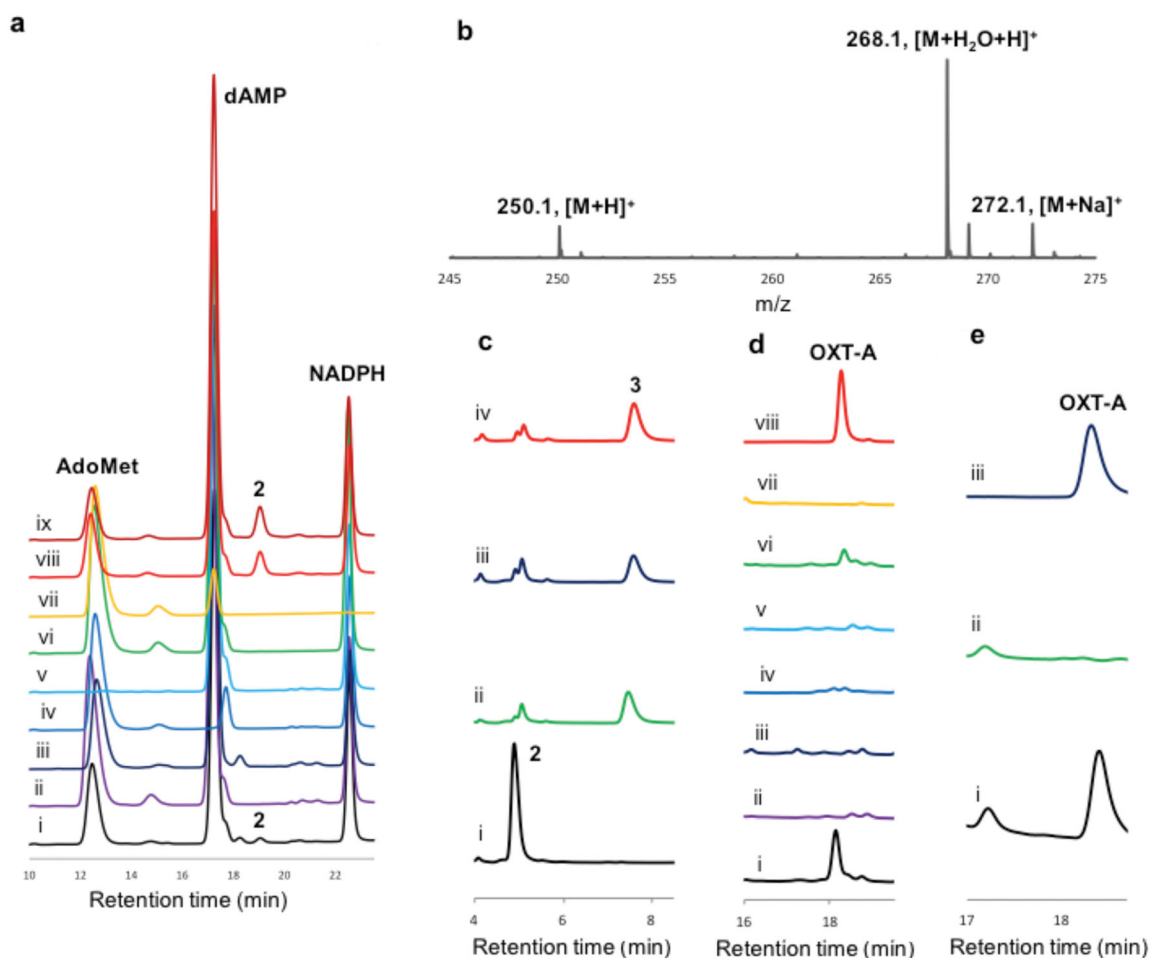 a
dAMP
NADPH
AdoMet
2
ix
viii
vii
vi
v
iv
iii
ii
2
i
10 12 14 16 18 20 22
Retention time (min)
b
268.1, [M+H₂O+H]⁺
250.1, [M+H]⁺
272.1, [M+Na]⁺
245 250 255 260 265 270 275
m/z
c
3
iv
iii
ii
2
i
4 6 8
Retention time (min)
d
OXT-A
viii
vii
vi
v
iv
iii
ii
i
16 18
Retention time (min)
e
OXT-A
iii
ii
i
17 18
Retention time (min)